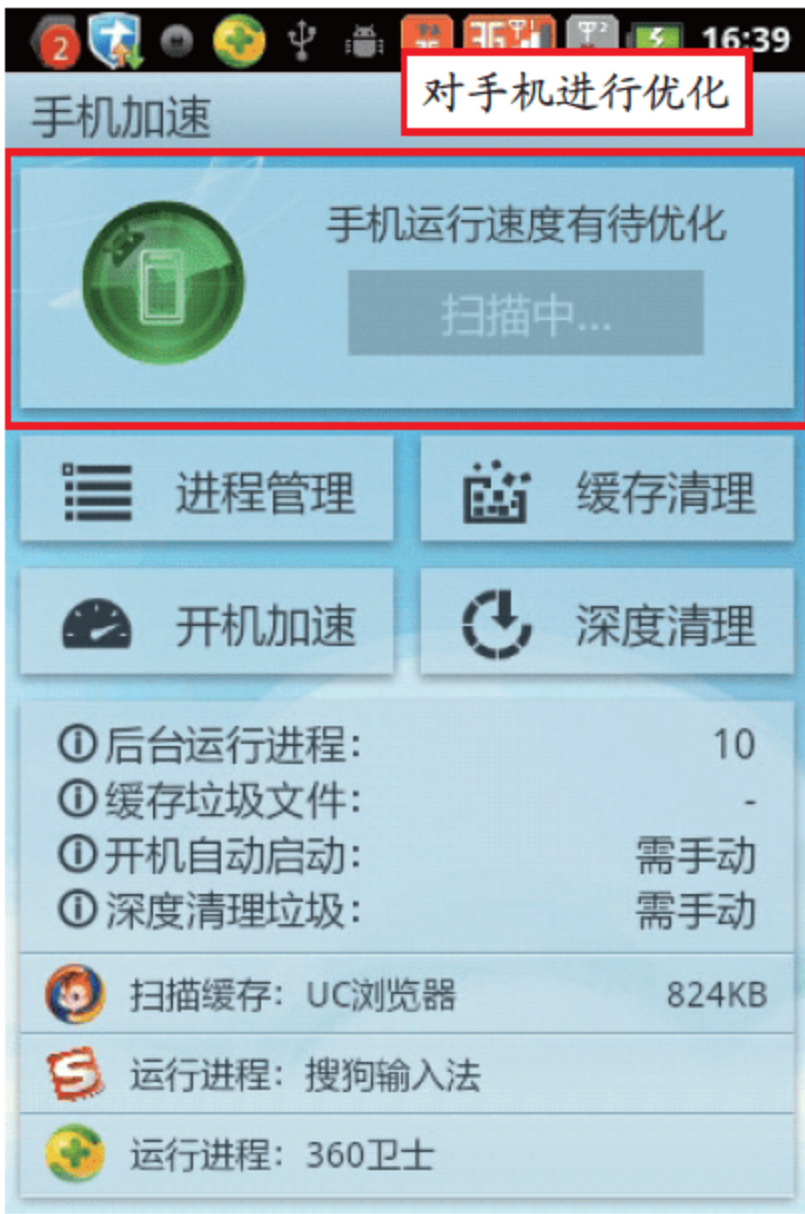 2
36
3G
1
2
16:39
对手机进行优化
手机加速
手机运行速度有待优化
扫描中...
进程管理
缓存清理
开机加速
深度清理
后台运行进程： 10
缓存垃圾文件： -
开机自动启动： 需手动
深度清理垃圾： 需手动
扫描缓存：UC浏览器 824KB
运行进程：搜狗输入法
运行进程：360卫士